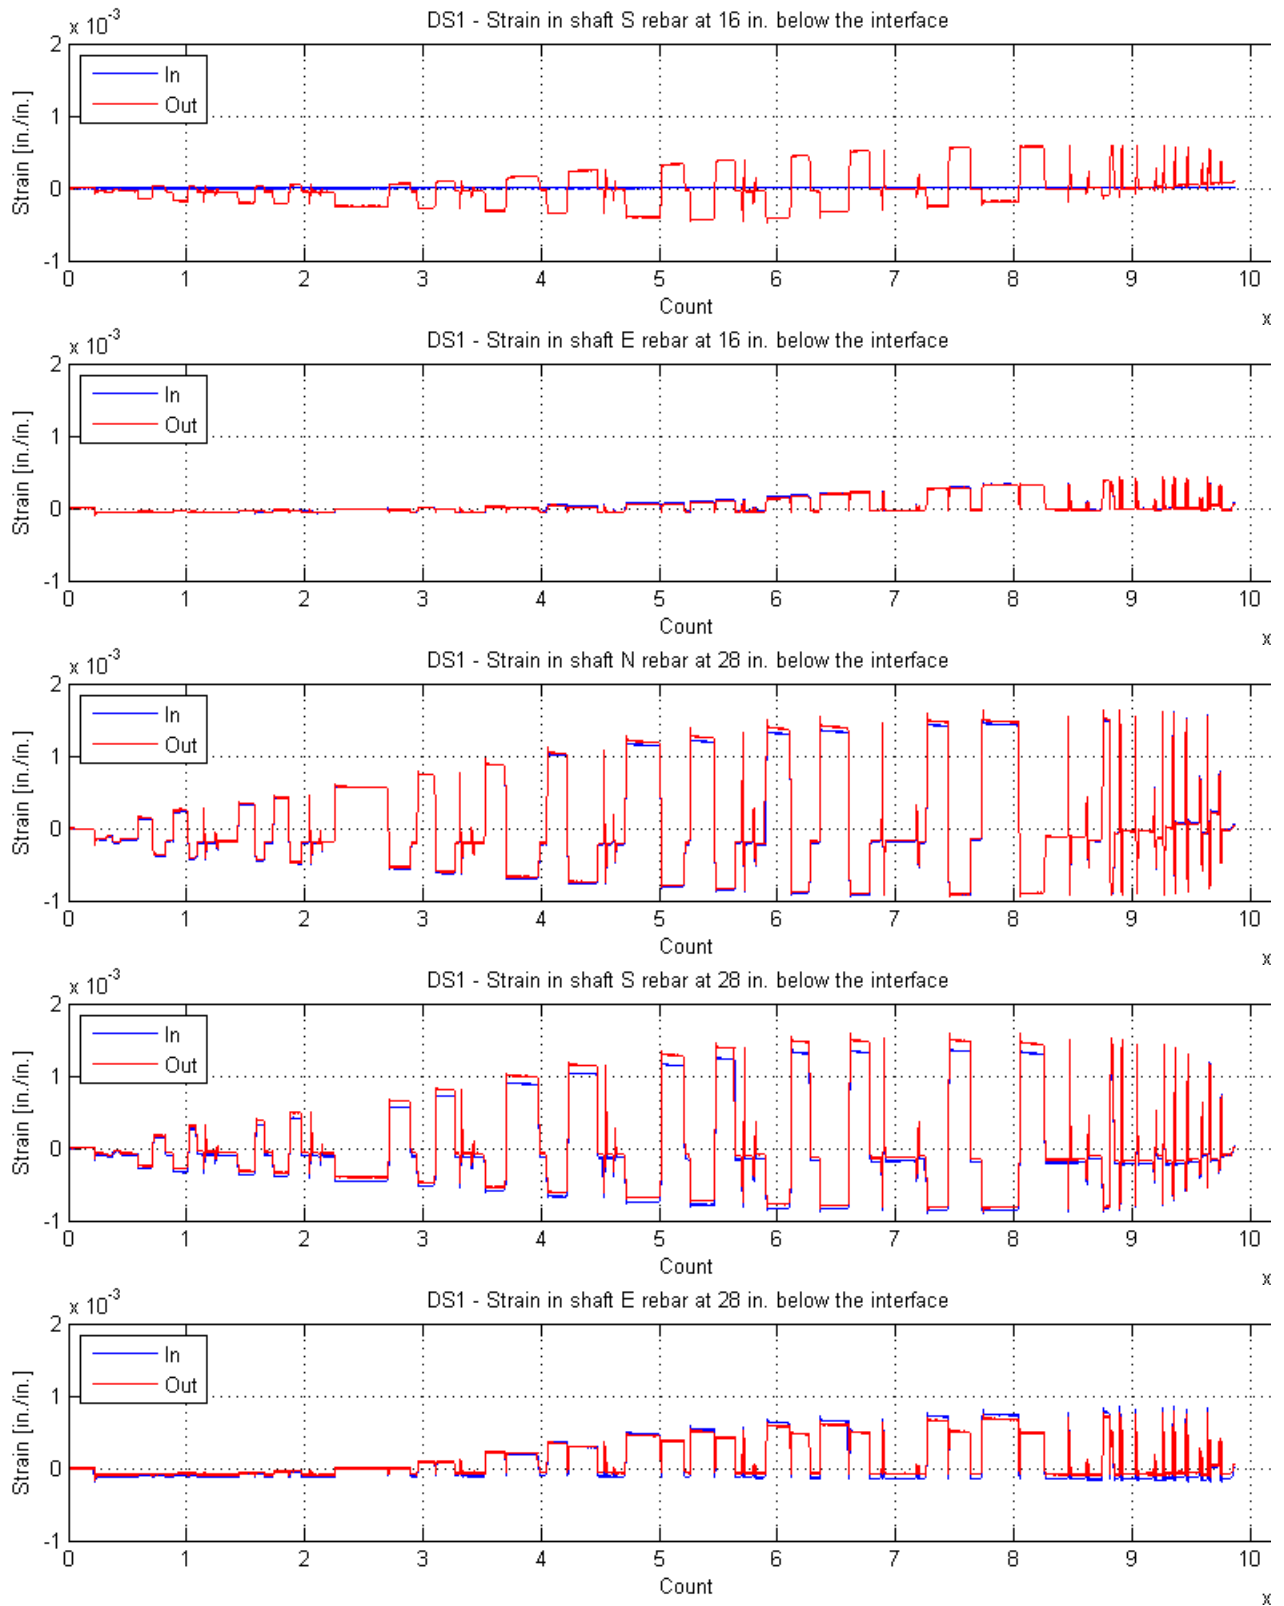 x 10-3
DS1 - Strain in shaft S rebar at 16 in. below the interface
Strain [in./in.]
2
1
0
-1
In
Out
0 1 2 3 4 5 6 7 8 9 10
Count
x
x 10-3
DS1 - Strain in shaft E rebar at 16 in. below the interface
Strain [in./in.]
2
1
0
-1
In
Out
0 1 2 3 4 5 6 7 8 9 10
Count
x
x 10-3
DS1 - Strain in shaft N rebar at 28 in. below the interface
Strain [in./in.]
2
1
0
-1
In
Out
0 1 2 3 4 5 6 7 8 9 10
Count
x
x 10-3
DS1 - Strain in shaft S rebar at 28 in. below the interface
Strain [in./in.]
2
1
0
-1
In
Out
0 1 2 3 4 5 6 7 8 9 10
Count
x
x 10-3
DS1 - Strain in shaft E rebar at 28 in. below the interface
Strain [in./in.]
2
1
0
-1
In
Out
0 1 2 3 4 5 6 7 8 9 10
Count
x